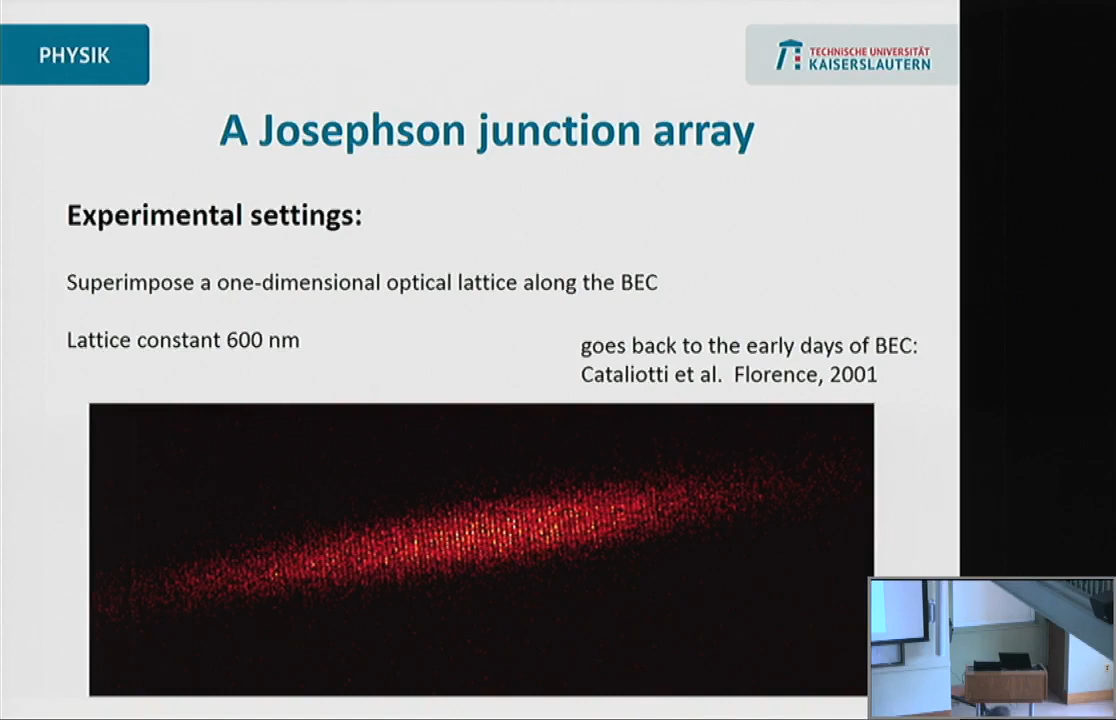 PHYSIK
TECHNISCHE UNIVERSITÄT
KAISERSLAUTERN
A Josephson junction array
Experimental settings:
Superimpose a one-dimensional optical lattice along the BEC
Lattice constant 600 nm
goes back to the early days of BEC:
Cataliotti et al. Florence, 2001